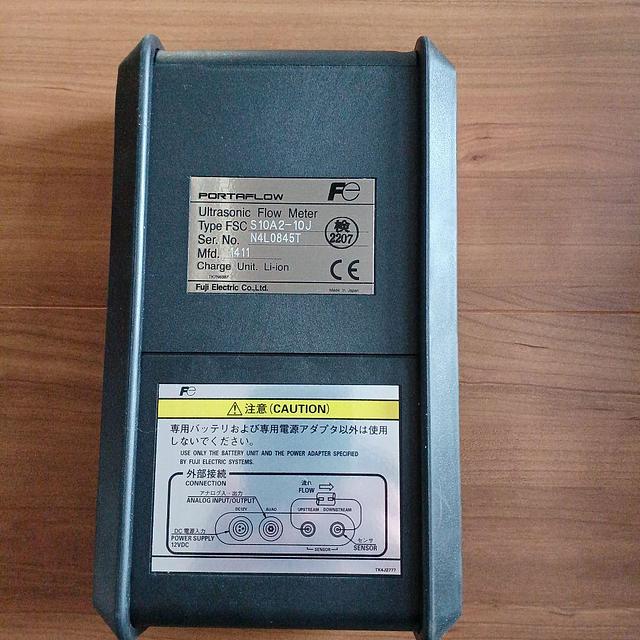 PORTAFLOW
Fe
Ultrasonic Flow Meter
Type FSC S10A2-10J
Ser. No. N4L0845T
検 2207
Mfd. 1411
Charge Unit. Li-ion
CE
Fuji Electric Co.,Ltd.
Made in Japan
Fe
注意(CAUTION)
専用バッテリおよび専用電源アダプタ以外は使用
しないでください。
USE ONLY THE BATTERY UNIT AND THE POWER ADAPTER SPECIFIED
BY FUJI ELECTRIC SYSTEMS.
外部接続
CONNECTION
アナログ入・出力
ANALOG INPUT/OUTPUT
流れ
FLOW
DC12V
AI/AO
UPSTREAM DOWNSTREAM
DC電源入力
POWER SUPPLY
12VDC
センサ
SENSOR
SENSOR
TK4J2777